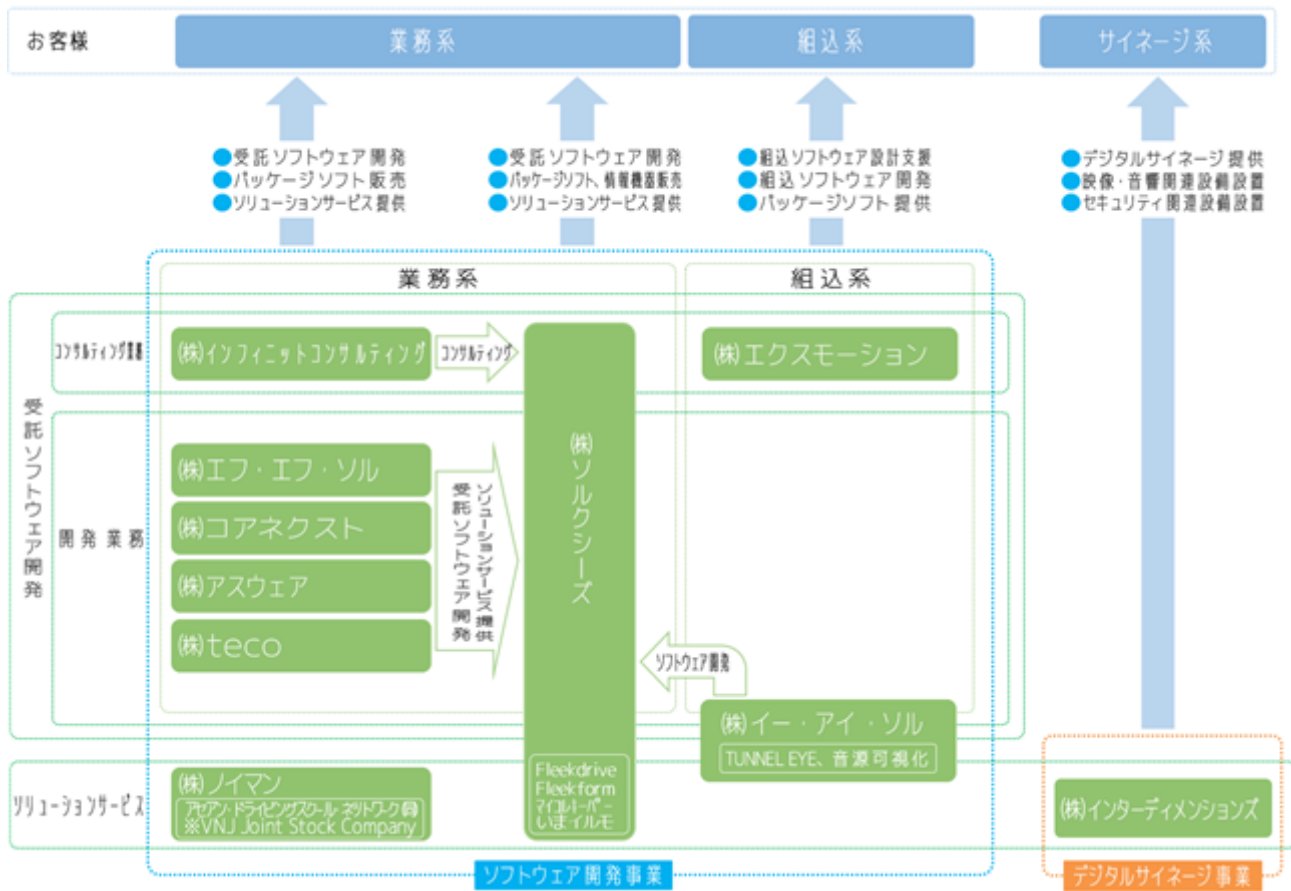 お客様
業務系
組込系
サイネージ系
●受託ソフトウェア開発
●パッケージソフト販売
●ソリューションサービス提供
●受託ソフトウェア開発
●パッケージソフト、情報機器販売
●ソリューションサービス提供
●組込ソフトウェア設計支援
●組込ソフトウェア開発
●パッケージソフト提供
●デジタルサイネージ提供
●映像・音響関連設備設置
●セキュリティ関連設備設置
業務系
組込系
受託ソフトウェア開発
コンサルティング業務
㈱インフィニットコンサルティング
コンサルティング
㈱ソルクシーズ
㈱エクスモーション
開発業務
㈱エフ・エフ・ソル
㈱コアネクスト
㈱アスウェア
㈱teco
ソリューションサービス提供
受託ソフトウェア開発
ソフトウェア開発
㈱イー・アイ・ソル
TUNNEL EYE、音源可視化
ソリューションサービス
㈱ノイマン
アセアン・ドライビングスクール ネットワーク㈿
※VNJ Joint Stock Company
Fleekdrive
Fleekform
マイゴルキーパー
いまイルモ
㈱インターディメンションズ
ソフトウェア開発事業
デジタルサイネージ事業